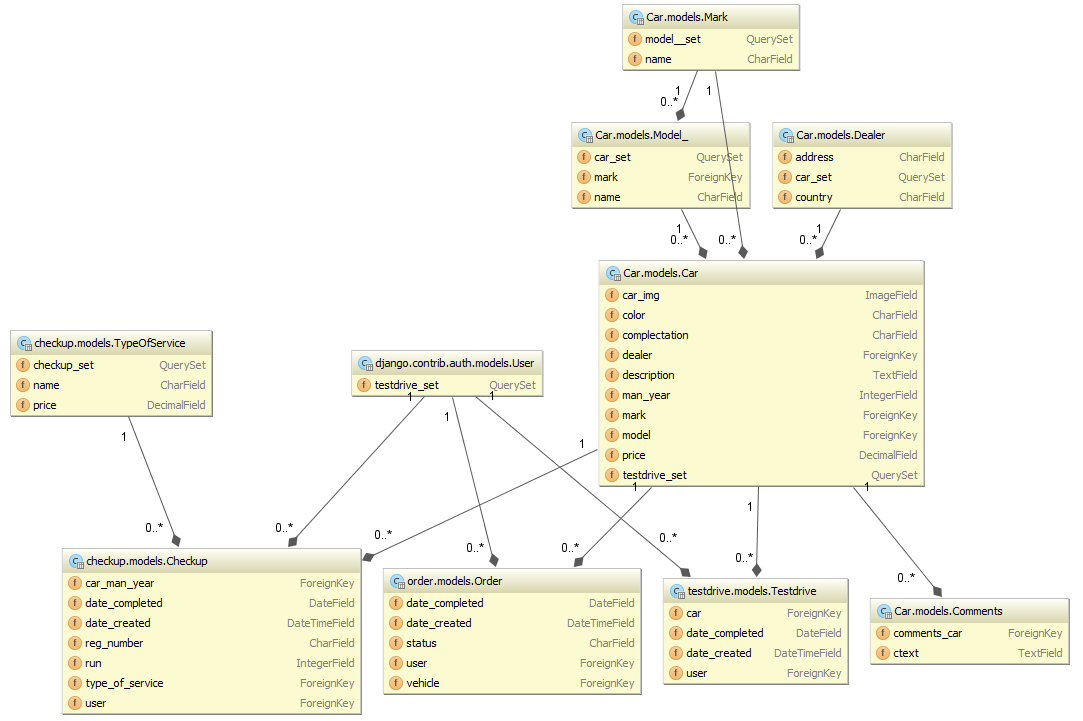 Car.models.Mark
model__set QuerySet
name CharField
1
0..*
1
Car.models.Model_
car_set QuerySet
mark ForeignKey
name CharField
Car.models.Dealer
address CharField
car_set QuerySet
country CharField
1
0..*
0..*
1
0..*
Car.models.Car
car_img ImageField
color CharField
complectation CharField
dealer ForeignKey
description TextField
man_year IntegerField
mark ForeignKey
model ForeignKey
price DecimalField
testdrive_set QuerySet
checkup.models.TypeOfService
checkup_set QuerySet
name CharField
price DecimalField
django.contrib.auth.models.User
testdrive_set QuerySet
1
1
1
1
1
1
1
1
0..*
0..*
0..*
0..*
0..*
0..*
0..*
0..*
checkup.models.Checkup
car_man_year ForeignKey
date_completed DateField
date_created DateTimeField
reg_number CharField
run IntegerField
type_of_service ForeignKey
user ForeignKey
order.models.Order
date_completed DateField
date_created DateTimeField
status CharField
user ForeignKey
vehicle ForeignKey
testdrive.models.Testdrive
car ForeignKey
date_completed DateField
date_created DateTimeField
user ForeignKey
Car.models.Comments
comments_car ForeignKey
ctext TextField